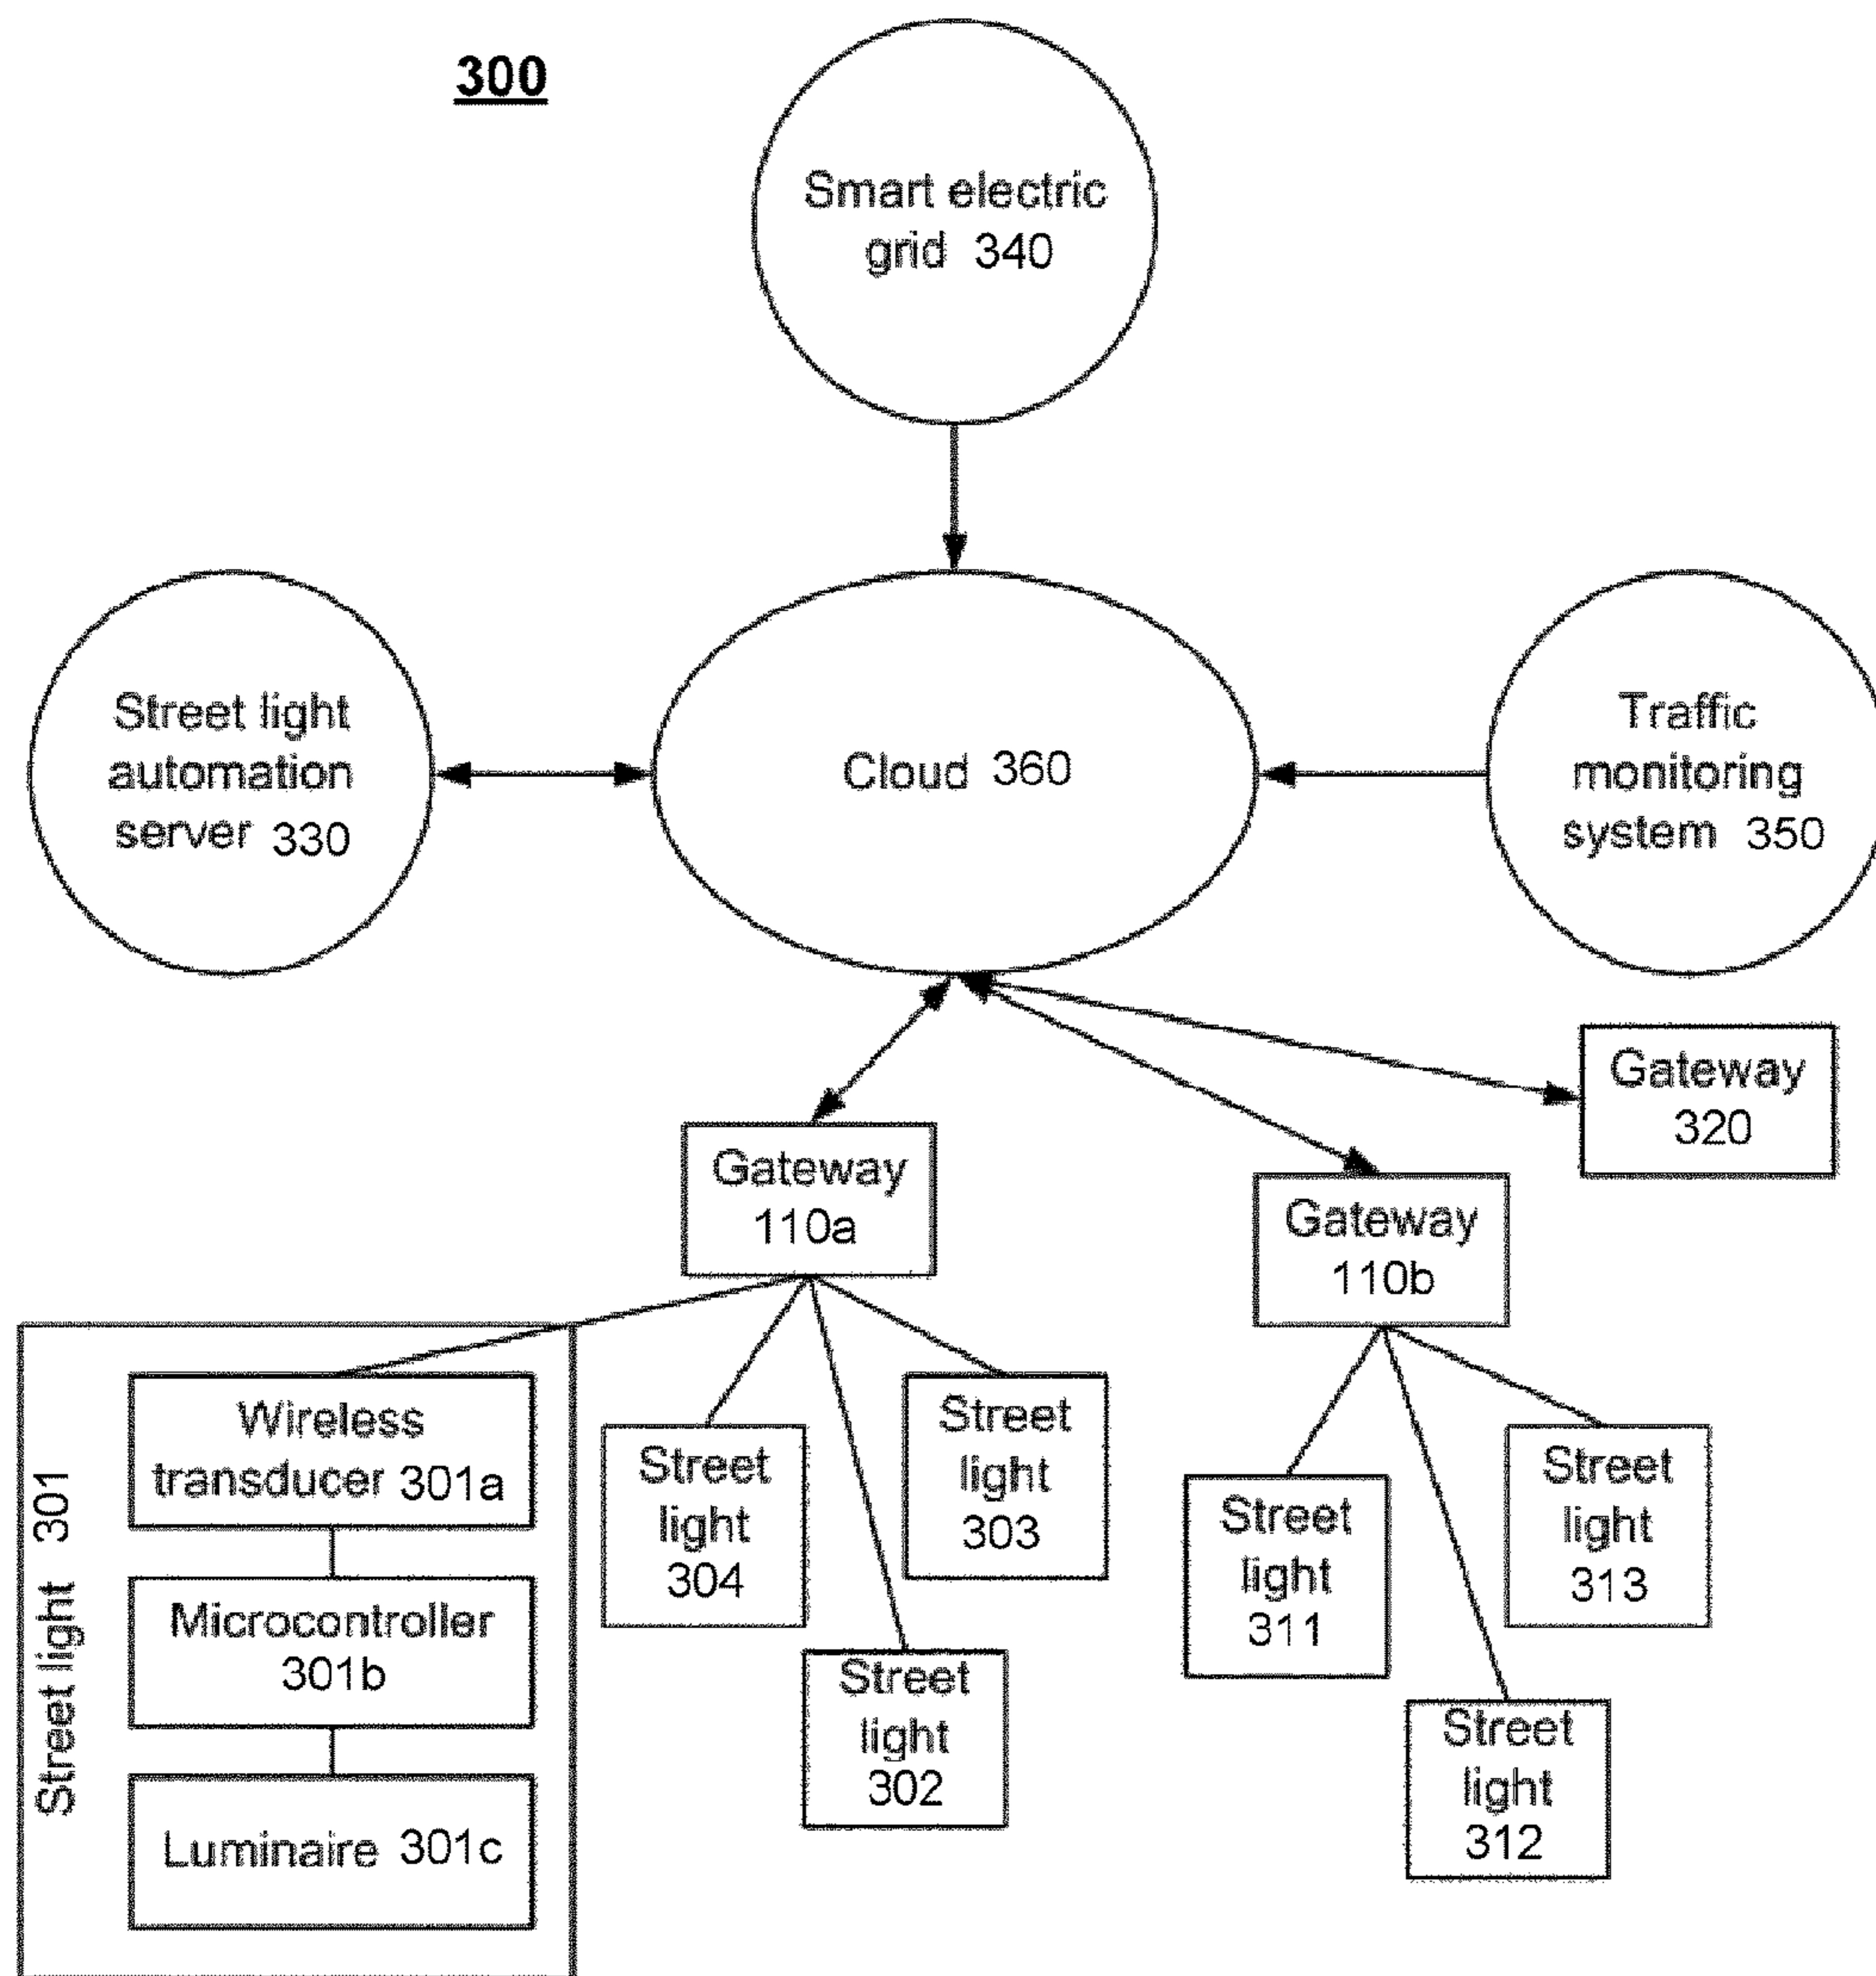 300
Smart electric
grid 340
Street light
automation
server 330
Cloud 360
Traffic
monitoring
system 350
Gateway
320
Gateway
110a
Gateway
110b
Street light 301
Wireless
transducer 301a
Microcontroller
301b
Luminaire 301c
Street
light
304
Street
light
303
Street
light
302
Street
light
311
Street
light
313
Street
light
312